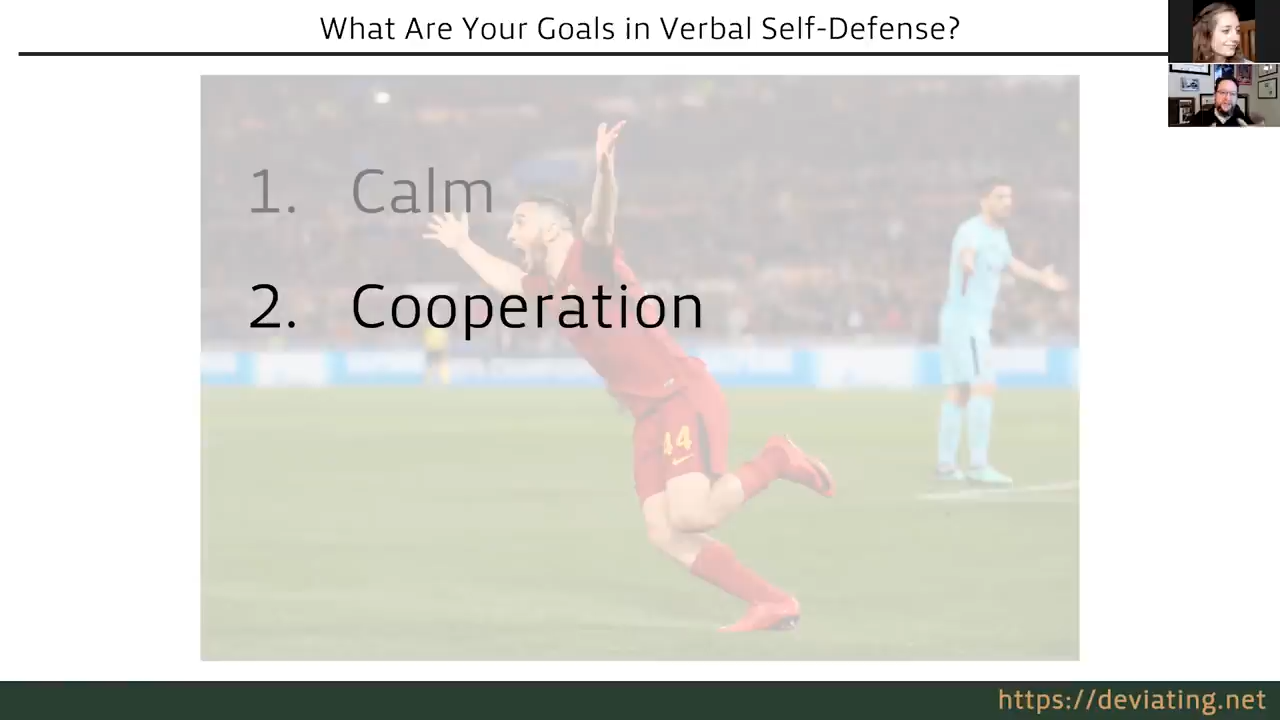 What Are Your Goals in Verbal Self-Defense?
1. Calm
2. Cooperation
44
https://deviating.net